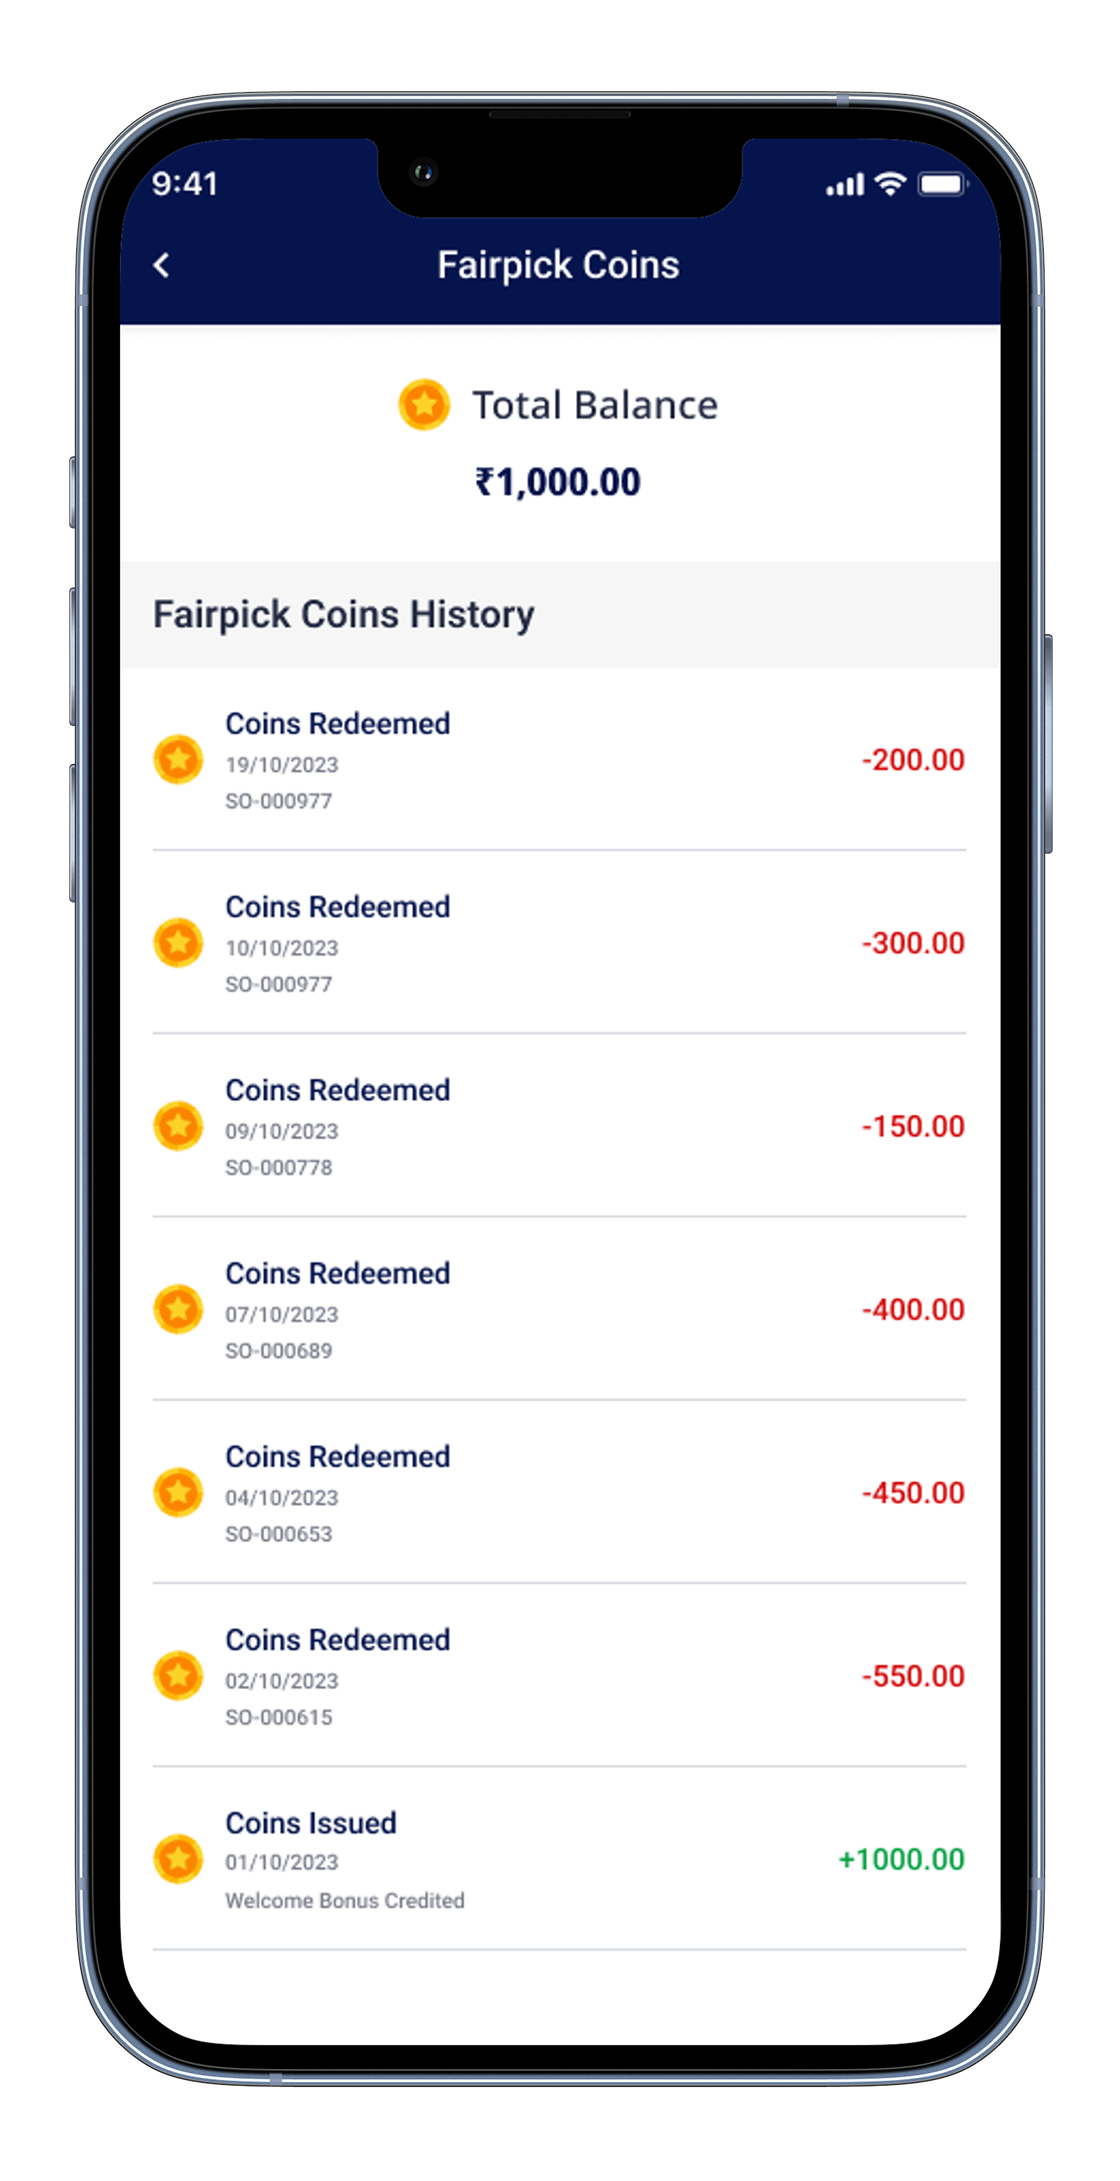 9:41
Fairpick Coins
Total Balance
₹1,000.00
Fairpick Coins History
Coins Redeemed
19/10/2023
-200.00
SO-000977
Coins Redeemed
10/10/2023
-300.00
SO-000977
Coins Redeemed
09/10/2023
-150.00
SO-000778
Coins Redeemed
07/10/2023
-400.00
SO-000689
Coins Redeemed
04/10/2023
-450.00
SO-000653
Coins Redeemed
02/10/2023
-550.00
SO-000615
Coins Issued
01/10/2023
+1000.00
Welcome Bonus Credited